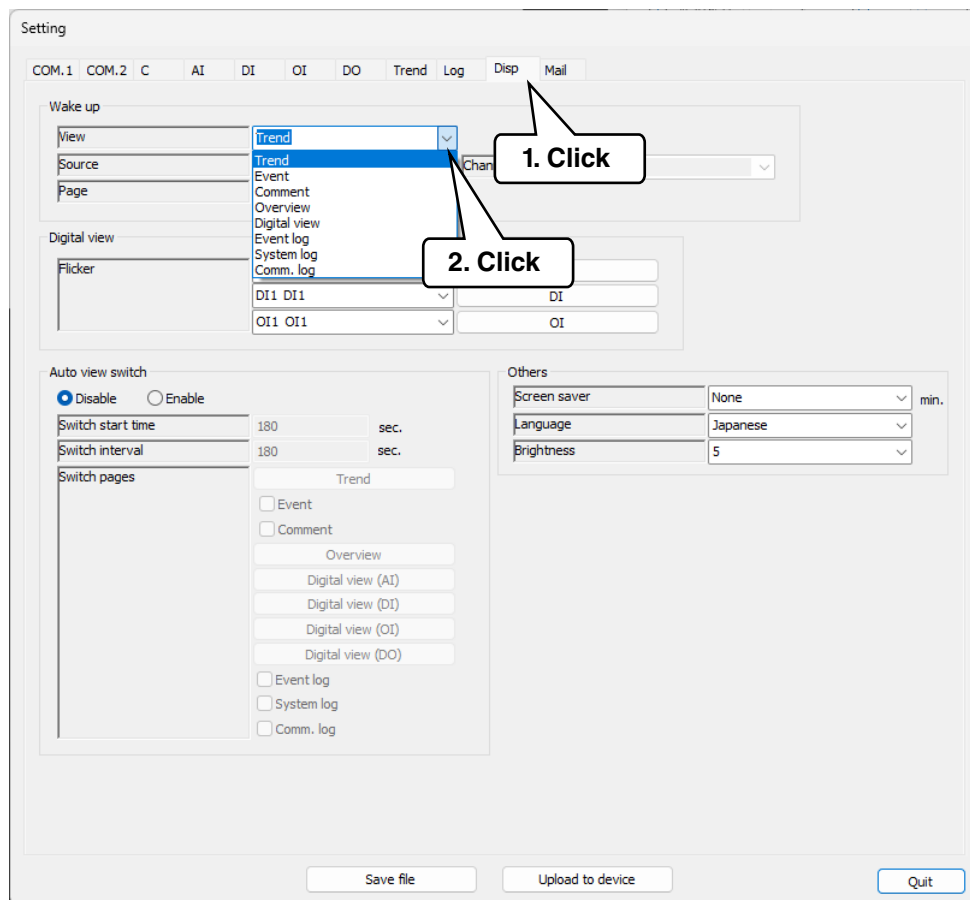 Setting
COM.1 COM.2 C AI DI OI DO Trend Log Disp Mail
Wake up
View Trend
1. Click
Source
Page
Trend
Event
Comment
Overview
Digital view
Event log
System log
Comm. log
2. Click
Digital view
Flicker
DI1 DI1 DI
OI1 OI1 OI
Auto view switch
Disable Enable
Switch start time 180 sec.
Switch interval 180 sec.
Switch pages Trend
Event
Comment
Overview
Digital view (AI)
Digital view (DI)
Digital view (OI)
Digital view (DO)
Event log
System log
Comm. log
Others
Screen saver None min.
Language Japanese
Brightness 5
Save file Upload to device Quit